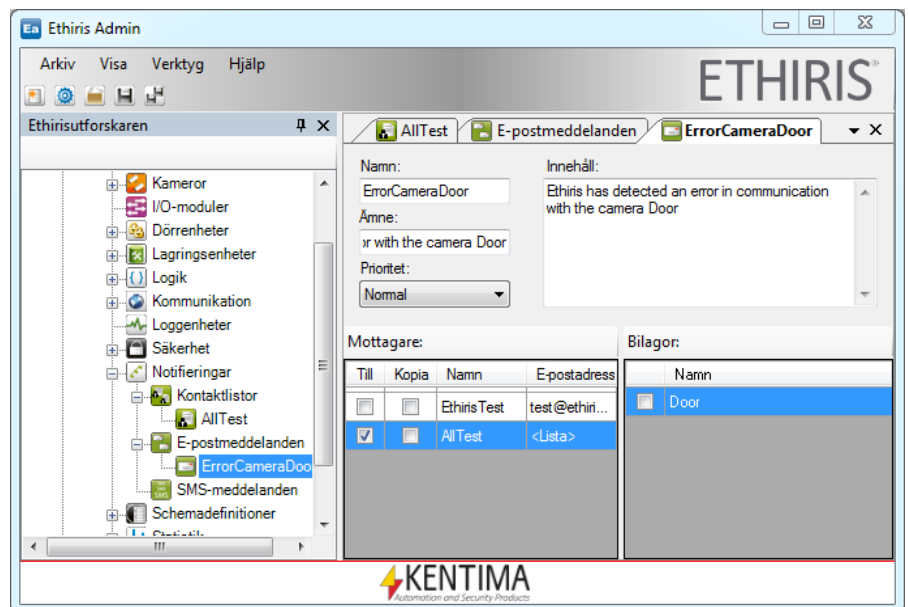 Ea Ethiris Admin
Arkiv Visa Verktyg Hjälp
ETHIRIS®
Ethirisutforskaren
AllTest E-postmeddelanden ErrorCameraDoor
Kameror
I/O-moduler
Dörrenheter
Lagringsenheter
Logik
Kommunikation
Loggenheter
Säkerhet
Notifieringar
Kontaktlistor
AllTest
E-postmeddelanden
ErrorCameraDoo
SMS SMS-meddelanden
Schemadefinitioner
Statistik
Namn:
ErrorCameraDoor
Ämne:
or with the camera Door
Prioritet:
Normal
Innehåll:
Ethiris has detected an error in communication
with the camera Door
Mottagare:
Till Kopia Namn E-postadress
EthirisTest test@ethiri...
AllTest <Lista>
Bilagor:
Namn
Door
KENTIMA
Automation and Security Products